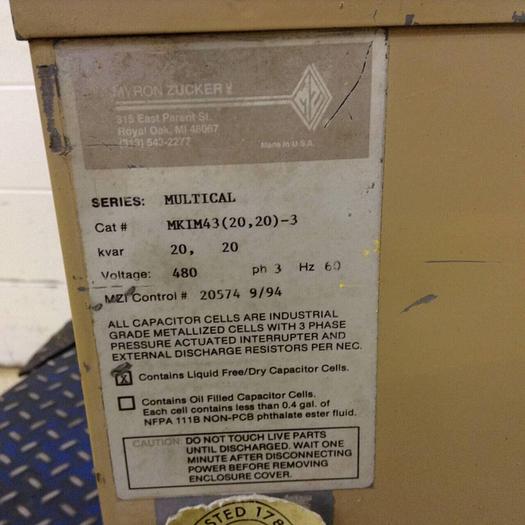 MYRON ZUCKER INC
315 East Parent St.
Royal Oak, MI 48067
(313) 543-2277
Made in U.S.A.
SERIES: MULTICAL
Cat # MKIM43(20,20)-3
kvar 20, 20
Voltage: 480 ph 3 Hz 60
MZI Control # 20574 9/94
ALL CAPACITOR CELLS ARE INDUSTRIAL
GRADE METALLIZED CELLS WITH 3 PHASE
PRESSURE ACTUATED INTERRUPTER AND
EXTERNAL DISCHARGE RESISTORS PER NEC.
X Contains Liquid Free/Dry Capacitor Cells.
Contains Oil Filled Capacitor Cells.
Each cell contains less than 0.4 gal. of
NFPA 111B NON-PCB phthalate ester fluid.
CAUTION: DO NOT TOUCH LIVE PARTS
UNTIL DISCHARGED. WAIT ONE
MINUTE AFTER DISCONNECTING
POWER BEFORE REMOVING
ENCLOSURE COVER.
STED 178